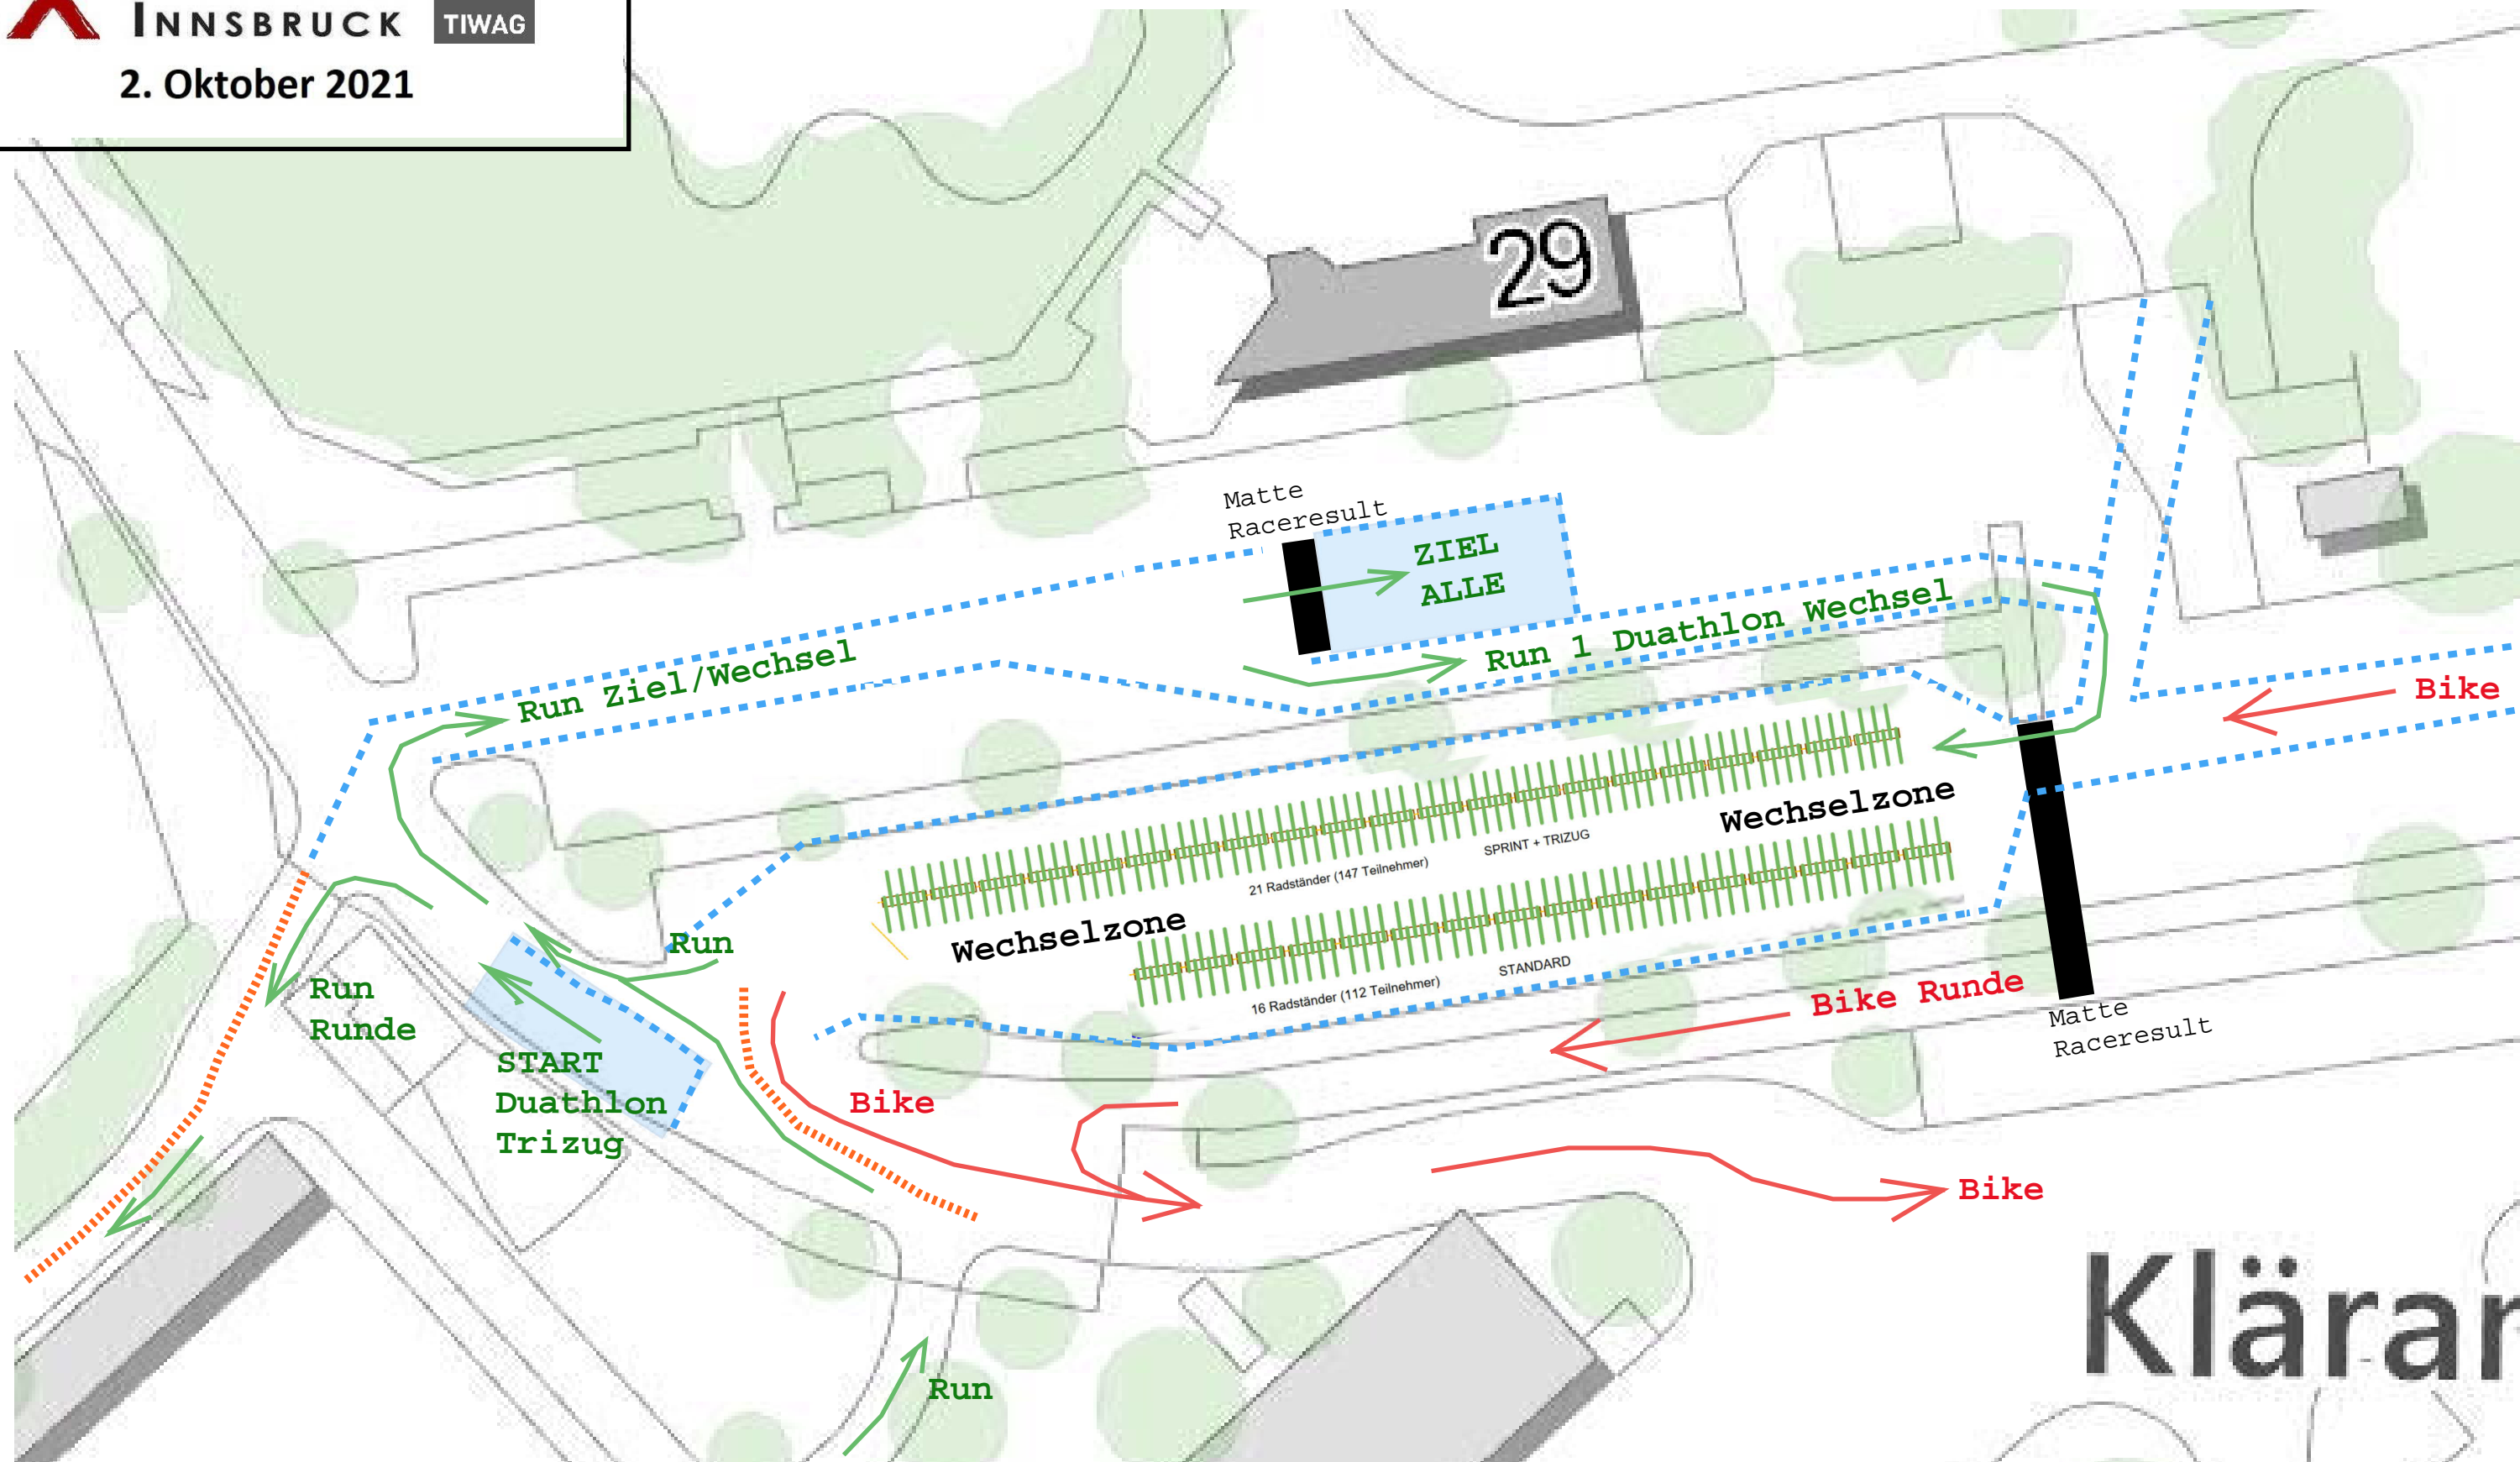 INNSBRUCK TIWAG
2. Oktober 2021
29
Matte
Raceresult
ZIEL
ALLE
Run 1 Duathlon Wechsel
Run Ziel/Wechsel
Bike
Wechselzone
SPRINT + TRIZUG
21 Radständer (147 Teilnehmer)
Wechselzone
STANDARD
16 Radständer (112 Teilnehmer)
Run
Run
Runde
START
Duathlon
Trizug
Bike
Bike Runde
Matte
Raceresult
Bike
Run
Klärar